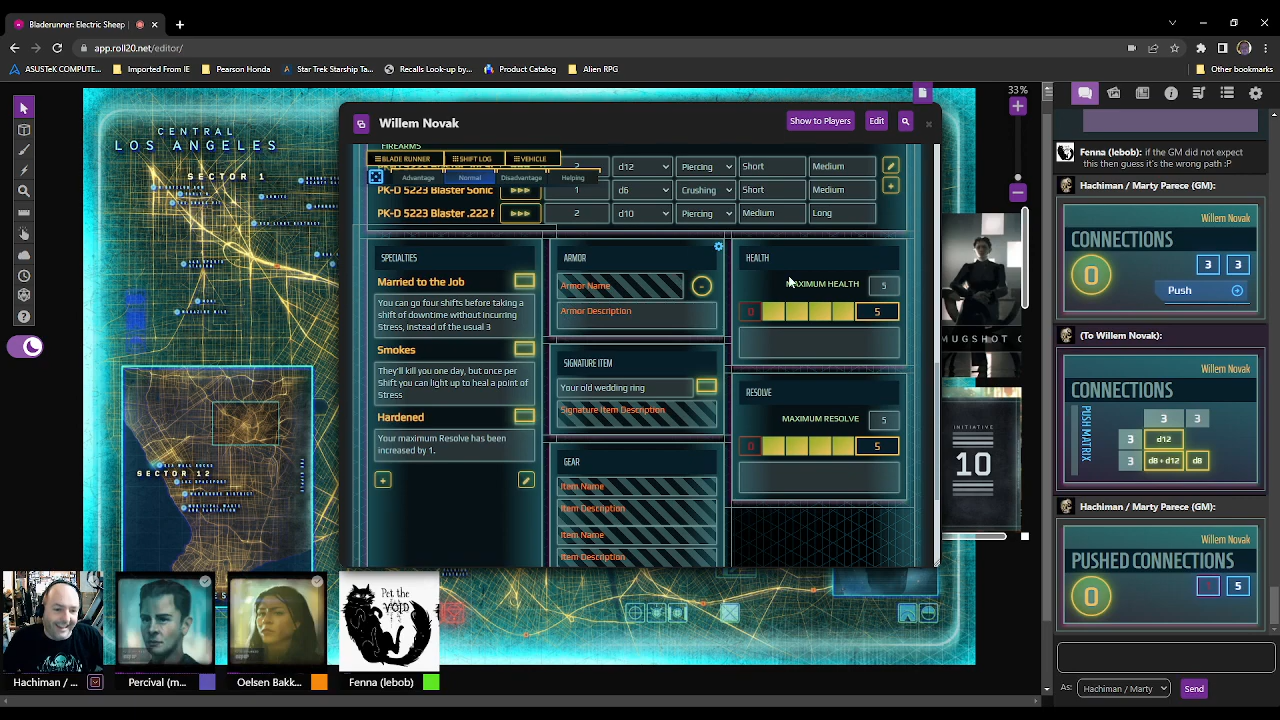 Bladerunner: Electric Sheep
app.roll20.net/editor/
ASUSTeK COMPUTE...
Imported From IE
Pearson Honda
Star Trek Starship Ta...
Recalls Look-up by...
Product Catalog
Alien RPG
Other bookmarks
33%
CENTRAL
LOS ANGELES
SECTOR 1
SECTOR 12
Willem Novak
Show to Players
Edit
FIREARMS
BLADE RUNNER
SHIFT LOG
VEHICLE
Advantage
Normal
Disadvantage
Helping
2
d12
Piercing
Short
Medium
PK-D 5223 Blaster Sonic
1
d6
Crushing
Short
Medium
PK-D 5223 Blaster .222 F
2
d10
Piercing
Medium
Long
SPECIALTIES
Married to the Job
You can go four shifts before taking a
shift of downtime without incurring
Stress, instead of the usual 3
Smokes
They'll kill you one day, but once per
Shift you can light up to heal a point of
Stress
Hardened
Your maximum Resolve has been
increased by 1.
ARMOR
Armor Name
Armor Description
SIGNATURE ITEM
Your old wedding ring
Signature Item Description
GEAR
Item Name
Item Description
Item Name
Item Description
HEALTH
MAXIMUM HEALTH
5
0
5
RESOLVE
MAXIMUM RESOLVE
5
0
5
MUGSHOT
INITIATIVE
10
Fenna (lebob): if the GM did not expect
this then guess it's the wrong path :P
Hachiman / Marty Parece (GM):
Willem Novak
CONNECTIONS
0
3
3
Push
(To Willem Novak):
Willem Novak
CONNECTIONS
PUSH MATRIX
3
3
3
d12
3
d8 + d12
d8
Hachiman / Marty Parece (GM):
Willem Novak
PUSHED CONNECTIONS
0
5
As:
Hachiman / Marty
Send
Pet the
VOID
Hachiman / ...
Percival (m...
Oelsen Bakk...
Fenna (lebob)